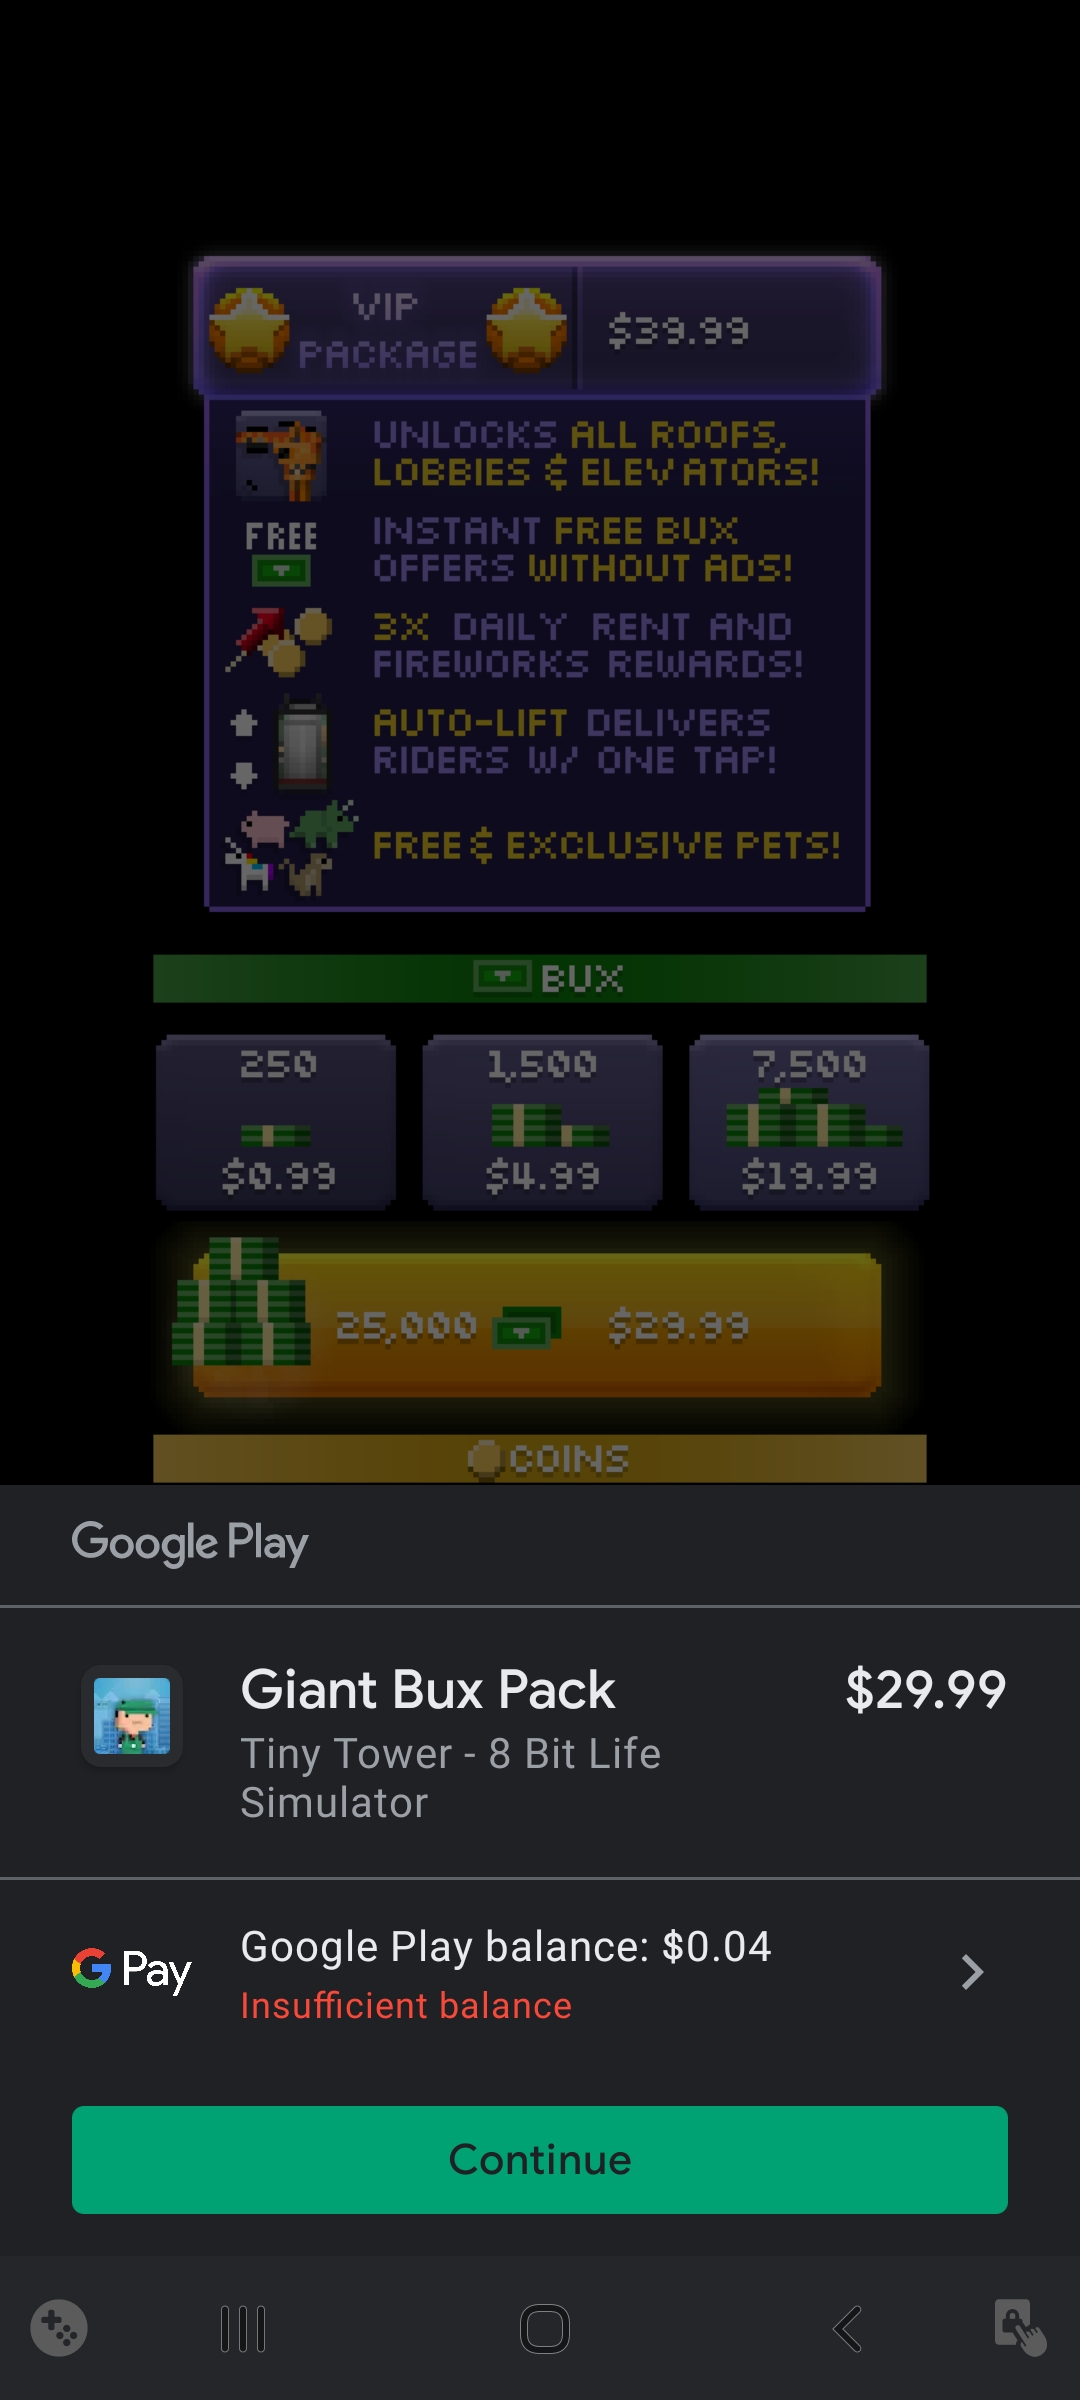 VIP
PACKAGE
$39.99
UNLOCKS ALL ROOFS,
LOBBIES & ELEVATORS!
FREE
INSTANT FREE BUX
OFFERS WITHOUT ADS!
3X DAILY RENT AND
FIREWORKS REWARDS!
AUTO-LIFT DELIVERS
RIDERS W/ ONE TAP!
FREE & EXCLUSIVE PETS!
BUX
250
$0.99
1,500
$4.99
7,500
$19.99
25,000 $29.99
COINS
Google Play
Giant Bux Pack $29.99
Tiny Tower - 8 Bit Life
Simulator
G Pay
Google Play balance: $0.04
Insufficient balance
Continue